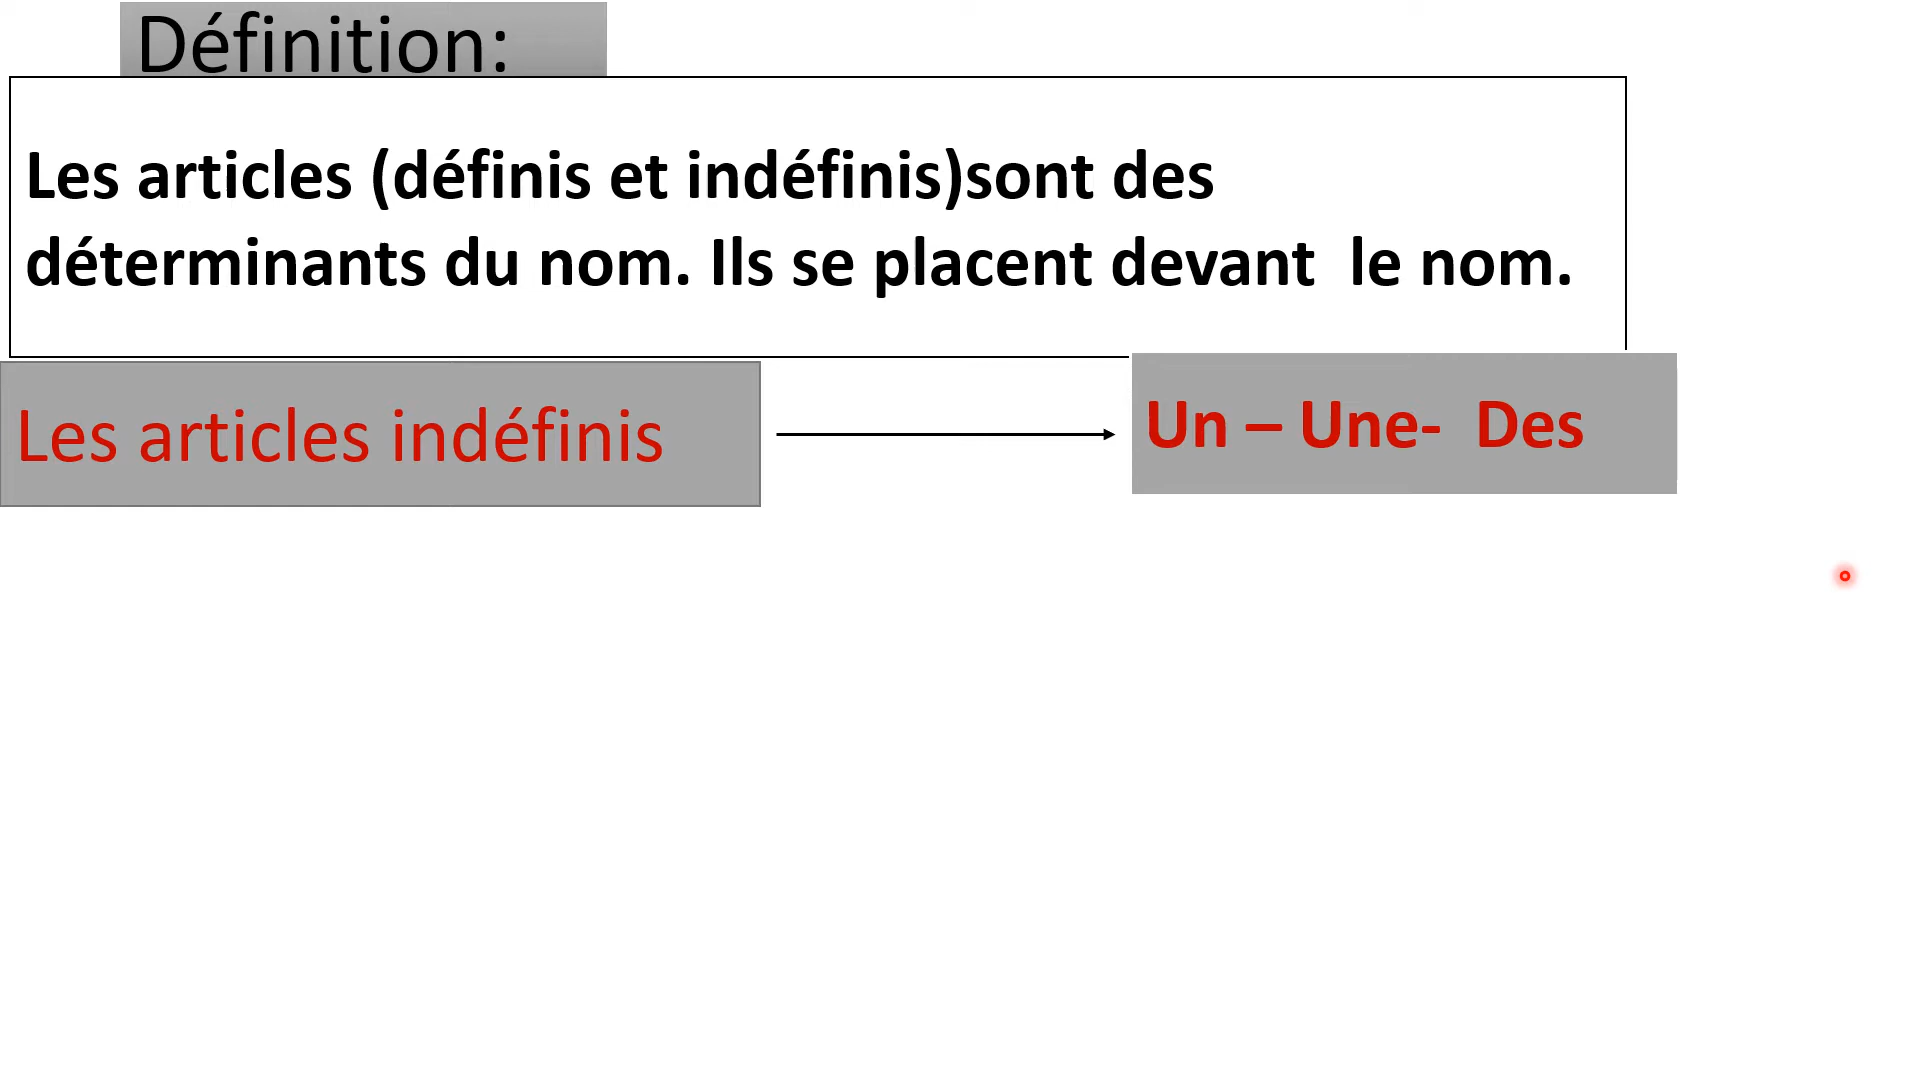 Définition:
Les articles (définis et indéfinis)sont des
déterminants du nom. Ils se placent devant  le nom.
Les articles indéfinis
Un – Une-  Des